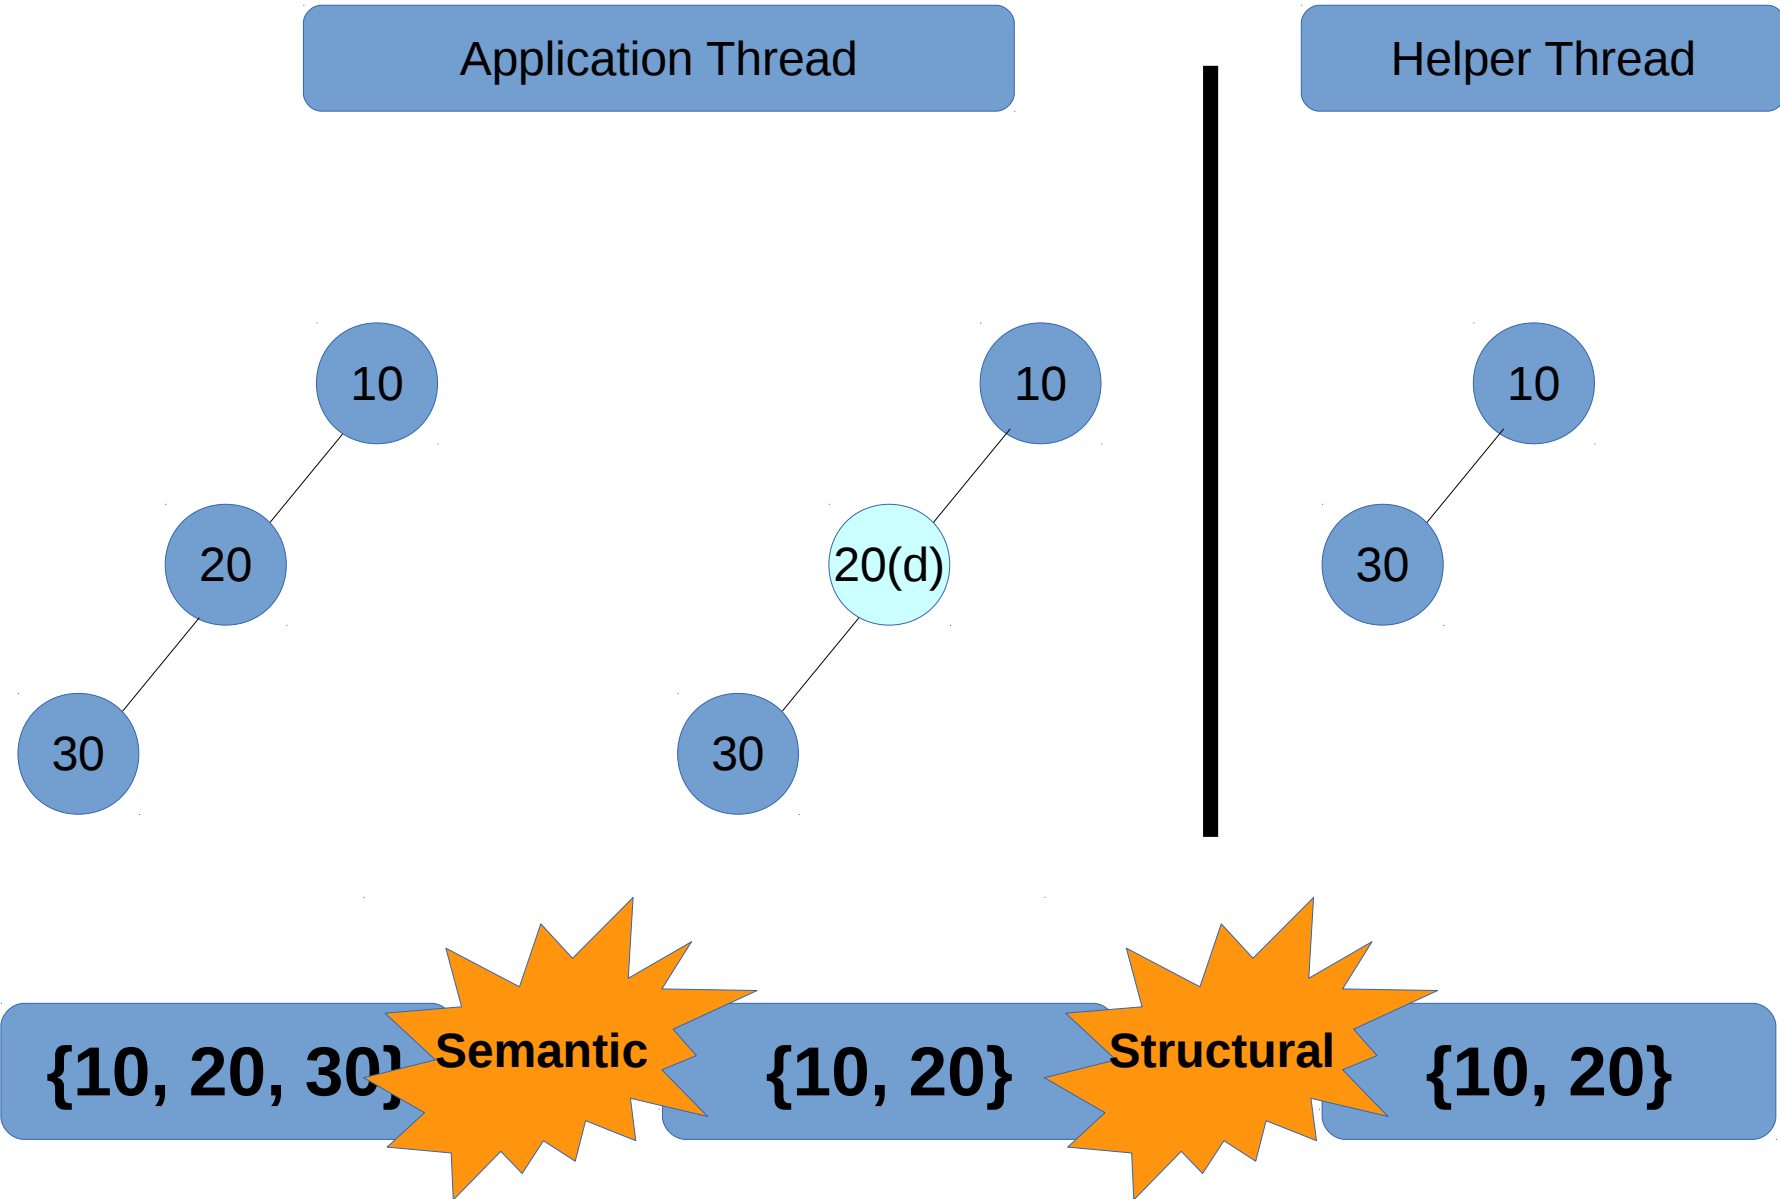 Application Thread
Helper Thread
10
10
10
20
20(d)
30
30
30
{10, 20, 30}
Semantic
{10, 20}
Structural
{10, 20}